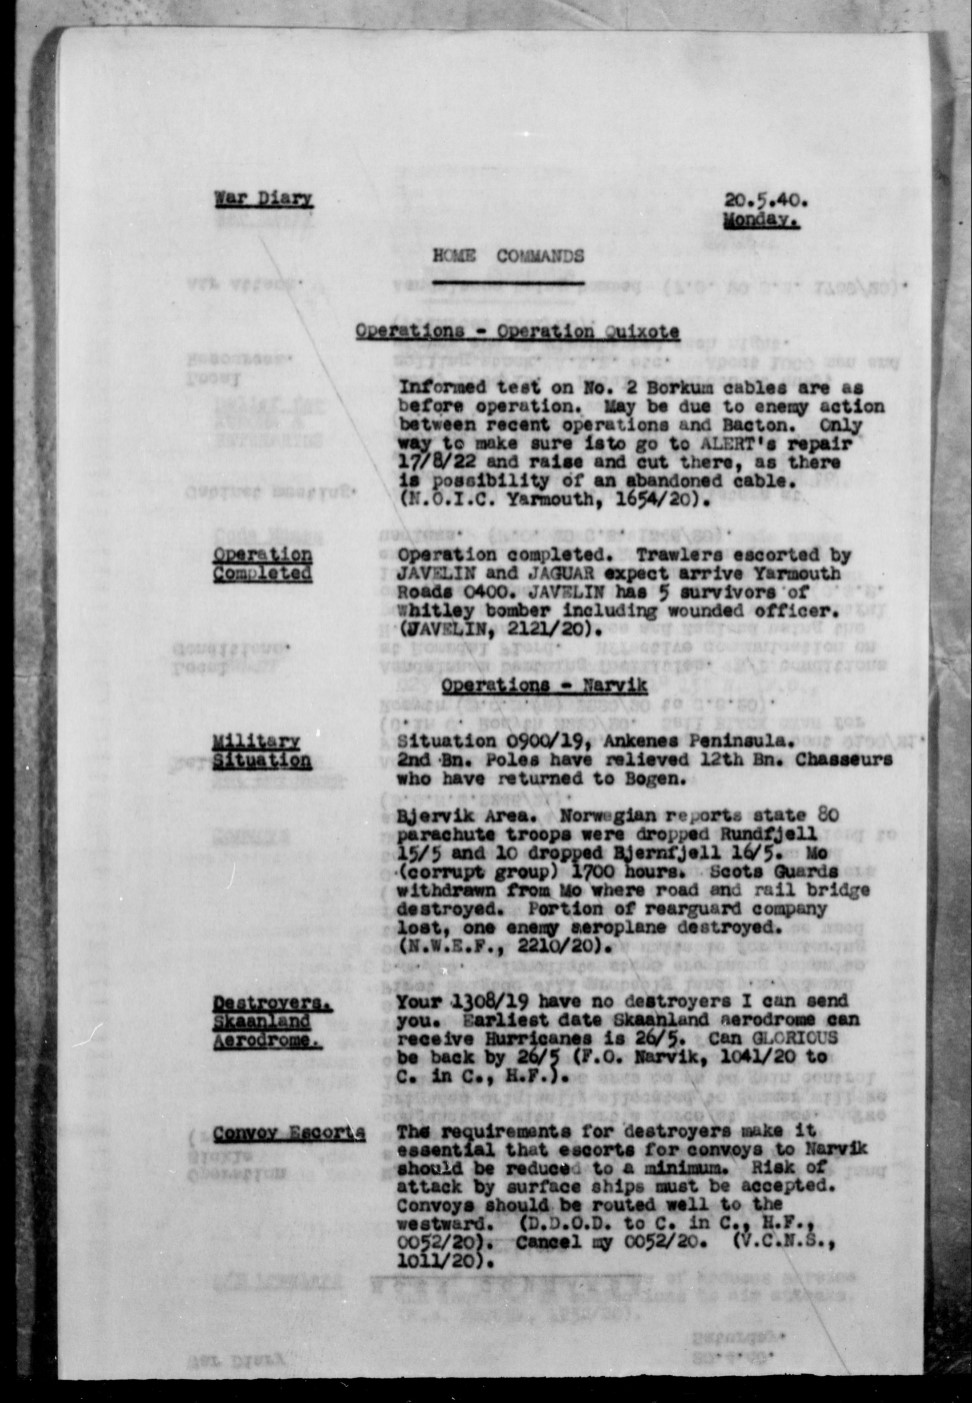 War Diary
20.5.40.
Monday.
HOME COMMANDS
Operations - Operation Quixote
Informed test on No. 2 Borkum cables are as
before operation. May be due to enemy action
between recent operations and Bacton. Only
way to make sure isto go to ALERT's repair
17/8/22 and raise and cut there, as there
is possibility of an abandoned cable.
(N.O.I.C. Yarmouth, 1654/20).
Operation
Completed
Operation completed. Trawlers escorted by
JAVELIN and JAGUAR expect arrive Yarmouth
Roads 0400. JAVELIN has 5 survivors of
Whitley bomber including wounded officer.
(JAVELIN, 2121/20).
Operations - Narvik
Military
Situation
Situation 0900/19, Ankenes Peninsula.
2nd Bn. Poles have relieved 12th Bn. Chasseurs
who have returned to Bogen.
Bjervik Area. Norwegian reports state 80
parachute troops were dropped Rundfjell
15/5 and 10 dropped Bjernfjell 16/5. Mo
(corrupt group) 1700 hours. Scots Guards
withdrawn from Mo where road and rail bridge
destroyed. Portion of rearguard company
lost, one enemy aeroplane destroyed.
(N.W.E.F., 2210/20).
Destroyers.
Skaanland
Aerodrome.
Your 1308/19 have no destroyers I can send
you. Earliest date Skaanland aerodrome can
receive Hurricanes is 26/5. Can GLORIOUS
be back by 26/5 (F.O. Narvik, 1041/20 to
C. in C., H.F.).
Convoy Escorts
The requirements for destroyers make it
essential that escorts for convoys to Narvik
should be reduced to a minimum. Risk of
attack by surface ships must be accepted.
Convoys should be routed well to the
westward. (D.D.O.D. to C. in C., H.F.,
0052/20). Cancel my 0052/20. (V.C.N.S.,
1011/20).